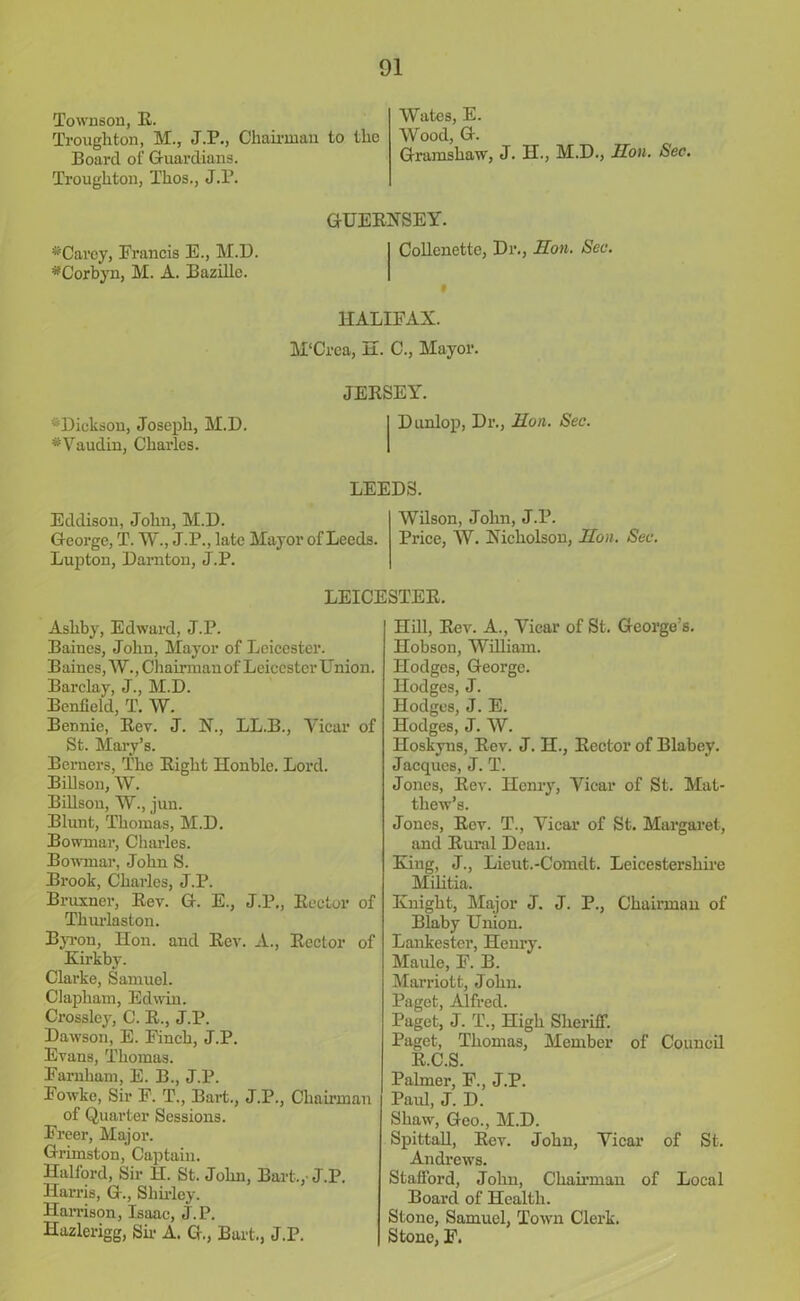 91
Townson, R.
Troughton, M., J.P., Chairman to the
Board of Guardians.
Troughton, Thos., J.P.
Wates, E.
Wood, G.
Gramshaw, J. H., M.D., Hon. Sec.
GUERNSEY.
*Carey, Francis E., M.D.
*Corbyn, M. A. Bazille.
Collenette, Dr., Hon. Sec.
HALIFAX.
M‘Crea, H. C., Mayor.
JERSEY.
*Dickson, Joseph, M.D.
*Vaudin, Charles.
Dunlop, Dr., Hon. Sec.
LEEDS.
Eddison, John, M.D.
George, T. W., J.P., late Mayor of Leeds.
Lupton, Darnton, J.P.
Wilson, John, J.P.
Price, W. Nicholson, Hon. Sec.
LEICESTER.
Ashby, Edward, J.P.
Baines, John, Mayor of Leicester.
Baines, W., Chairman of Leicester Union.
Barclay, J., M.D.
Benfield, T. W.
Bennie, Rev. J. N., LL.B., Vicar of
St. Mary's.
Berners, The Right Honble. Lord.
Billson, W.
Billson, W., jun.
Blunt, Thomas, M.D.
Bowmar, Charles.
Bowmar, John S.
Brook, Charles, J.P.
Bruxner, Rev. G. E., J.P., Rector of
Thurlaston.
Byron, Hon. and Rev. A., Rector of
Kirkby.
Clarke, Samuel.
Clapham, Edwin.
Crossley, C. R., J.P.
Dawson, E. Finch, J.P.
Evans, Thomas.
Farnham, E. B., J.P.
Fowke, Sir F. T., Bart., J.P., Chairman
of Quarter Sessions.
Freer, Major.
Grimston, Captain.
Halford, Sir H. St. John, Bart., J.P.
Harris, G., Shirley.
Harrison, Isaac, J.P.
Hazlerigg, Sir A. G., Bart., J.P.
Hill, Rev. A., Vicar of St. George's.
Hobson, William.
Hodges, George.
Hodges, J.
Hodges, J. E.
Hodges, J. W.
Hoskyns, Rev. J. H., Rector of Blabey.
Jacques, J. T.
Jones, Rev. Henry, Vicar of St. Mat-
thew's.
Jones, Rev. T., Vicar of St. Margaret,
and Rural Dean.
King, J., Lieut.-Comdt. Leicestershire
Militia.
Knight, Major J. J. P., Chairman of
Blaby Union.
Lankester, Henry.
Maule, F. B.
Marriott, John.
Paget, Alfred.
Paget, J. T., High Sheriff.
Paget, Thomas, Member of Council
R.C.S.
Palmer, F., J.P.
Paul, J. D.
Shaw, Geo., M.D.
Spittall, Rev. John, Vicar of St.
Andrews.
Stafford, John, Chairman of Local
Board of Health.
Stone, Samuel, Town Clerk.
Stone, F.